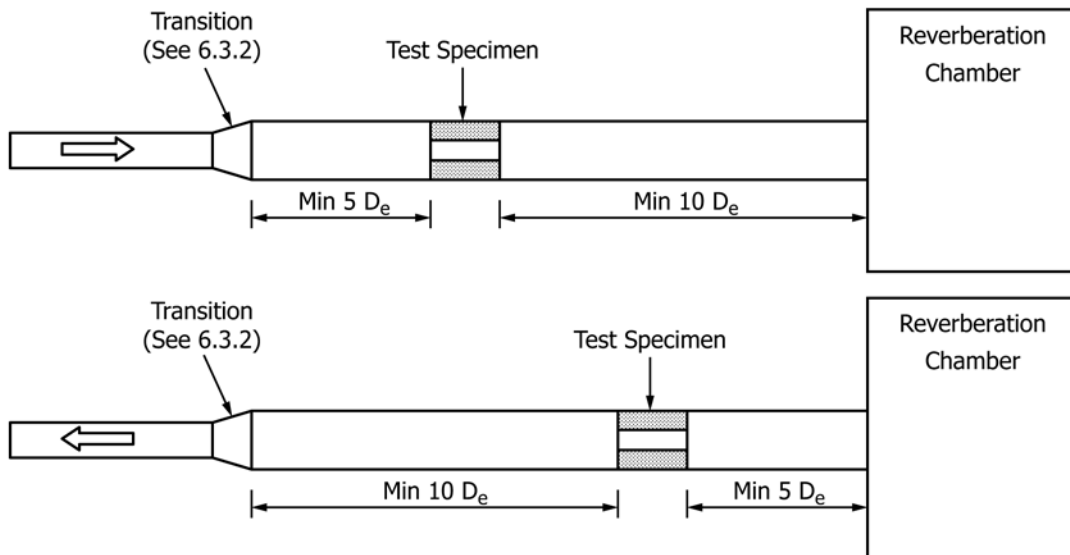 Transition
(See 6.3.2)
Test Specimen
Reverberation
Chamber
Min 5 De
Min 10 De
Transition
(See 6.3.2)
Test Specimen
Reverberation
Chamber
Min 10 De
Min 5 De